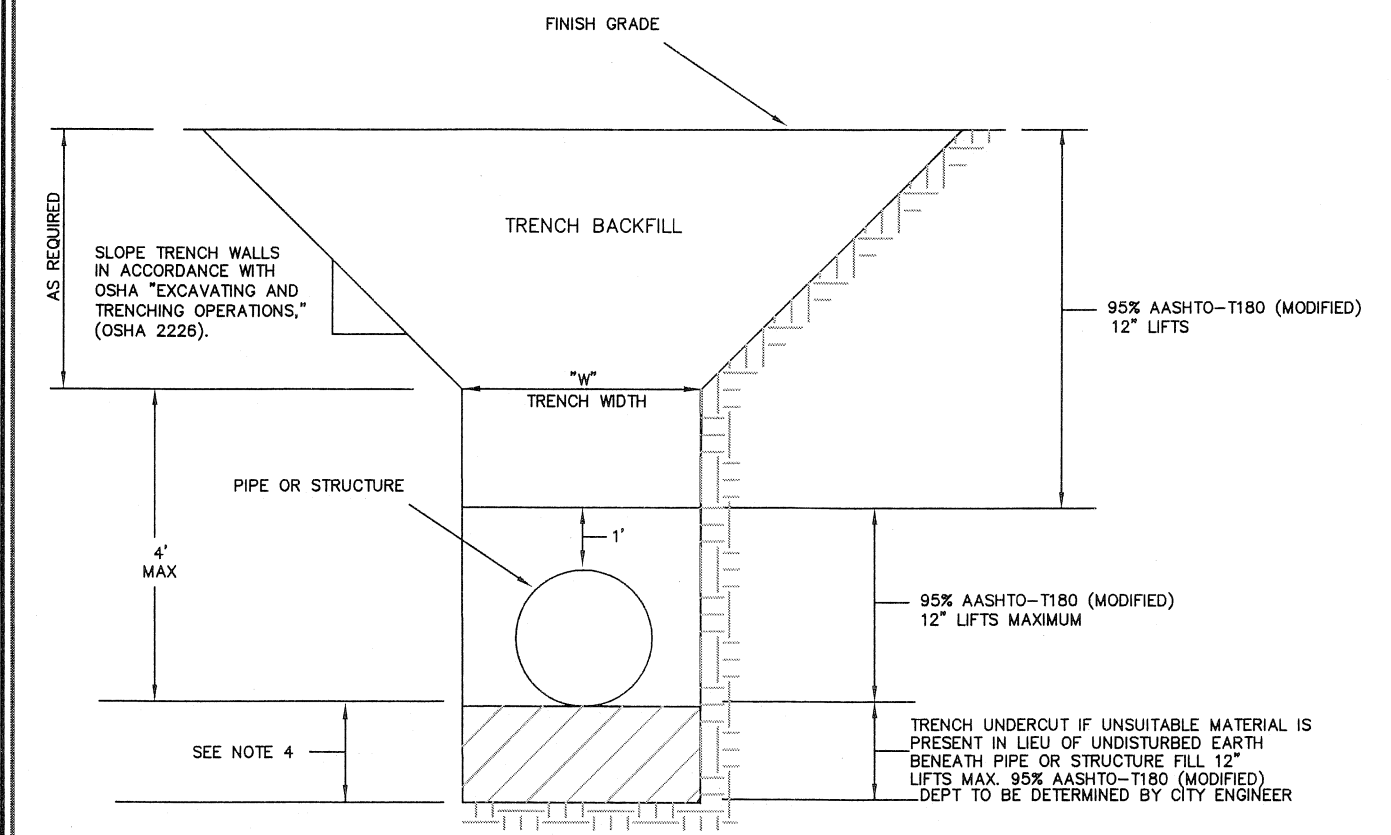 FINISH GRADE
TRENCH BACKFILL
AS REQUIRED
SLOPE TRENCH WALLS
IN ACCORDANCE WITH
OSHA "EXCAVATING AND
TRENCHING OPERATIONS,"
(OSHA 2226).
95% AASHTO-T180 (MODIFIED)
12" LIFTS
"W"
TRENCH WIDTH
PIPE OR STRUCTURE
1'
4'
MAX
95% AASHTO-T180 (MODIFIED)
12" LIFTS MAXIMUM
SEE NOTE 4
TRENCH UNDERCUT IF UNSUITABLE MATERIAL IS
PRESENT IN LIEU OF UNDISTURBED EARTH
BENEATH PIPE OR STRUCTURE FILL 12"
LIFTS MAX. 95% AASHTO-T180 (MODIFIED)
DEPT TO BE DETERMINED BY CITY ENGINEER